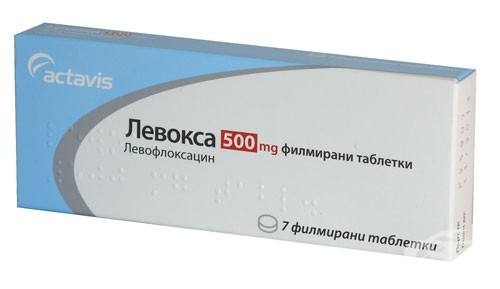 actavis
Левокса 500 mg филмирани таблетки
Левофлоксацин
7 филмирани таблетки